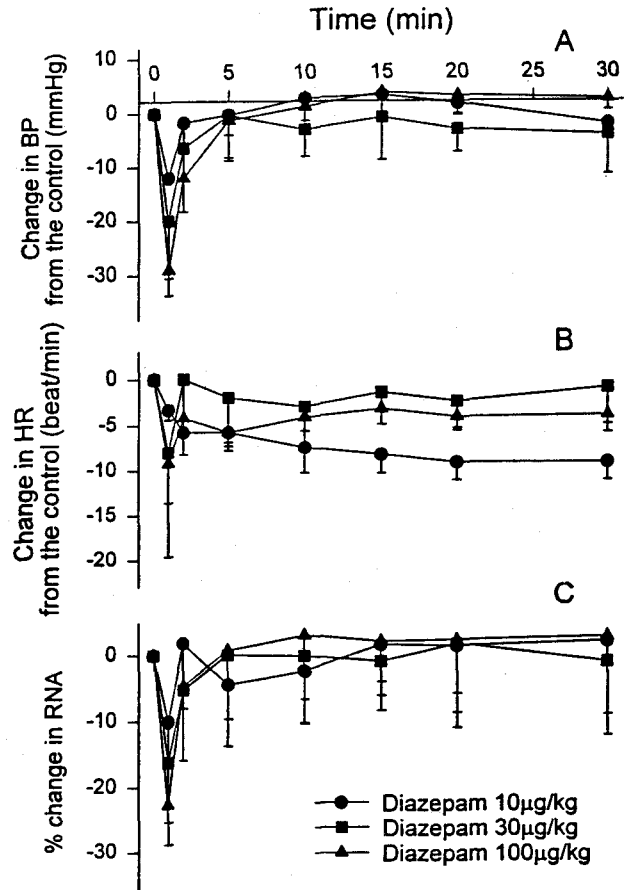 Time (min)
A
0 5 10 15 20 30
0
-10
-20
-30
Change in BP
from the control (mmHg)
B
0
-5
-10
-15
-20
Change in HR
from the control (beat/min)
C
0
-10
-20
-30
% change in RNA
Diazepam 10µg/kg
Diazepam 30µg/kg
Diazepam 100µg/kg